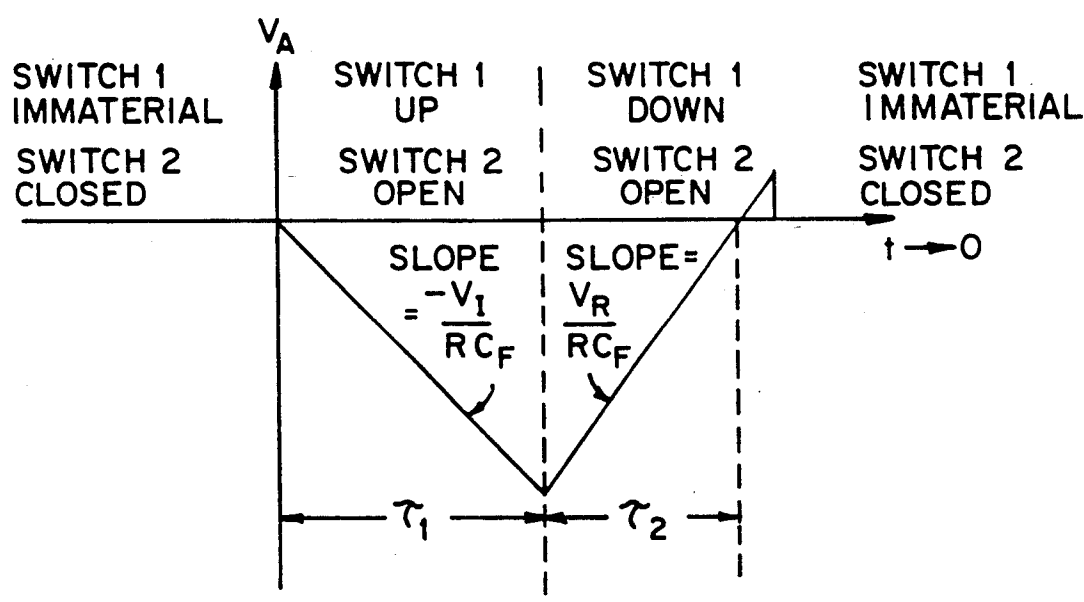 V_A
SWITCH 1
IMMATERIAL
SWITCH 2
CLOSED
SWITCH 1
UP
SWITCH 2
OPEN
SWITCH 1
DOWN
SWITCH 2
OPEN
SWITCH 1
IMMATERIAL
SWITCH 2
CLOSED
t → 0
SLOPE
= -V_I
RC_F
SLOPE=
V_R
RC_F
τ_1
τ_2